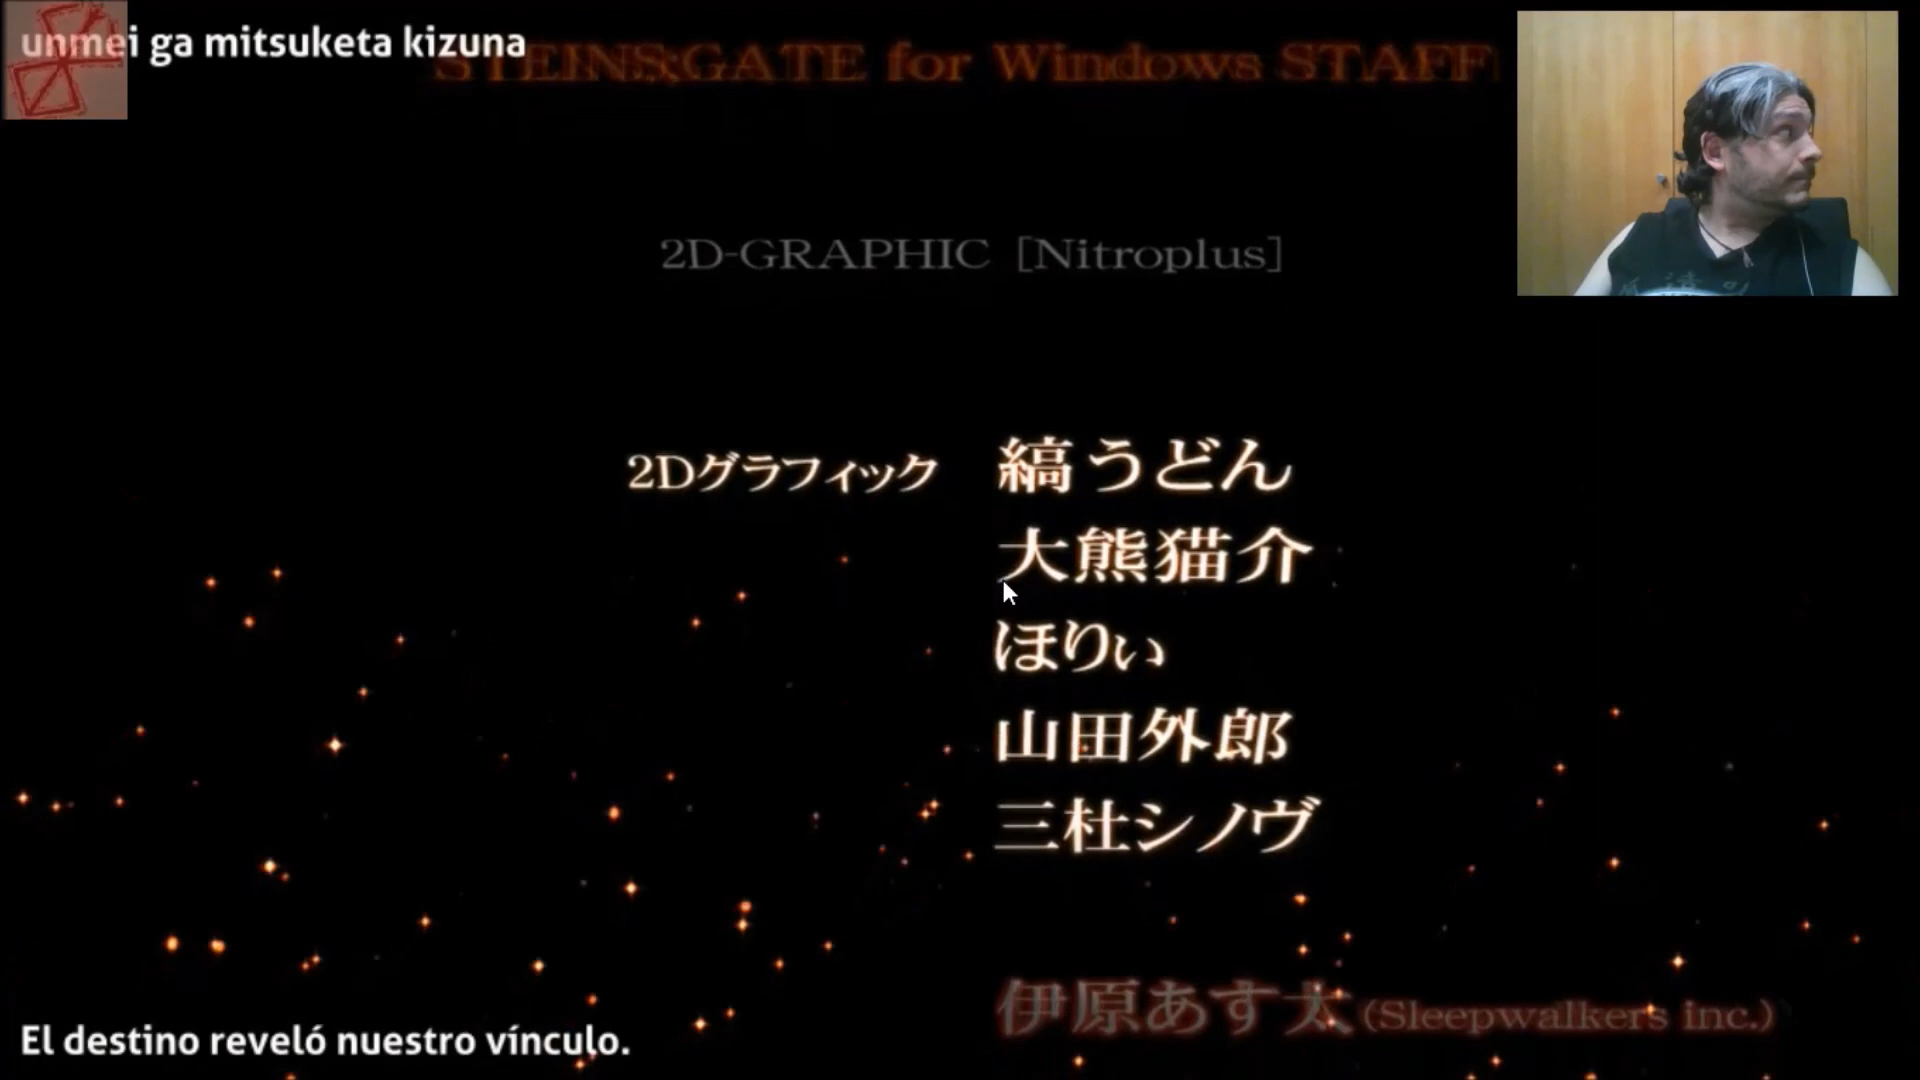 unmei ga mitsuketa kizuna
STEINS;GATE for Windows STAFF
2D-GRAPHIC [Nitroplus]
2Dグラフィック 縞うどん
大熊猫介
ほりぃ
山田外郎
三杜シノヴ
伊原あす太(Sleepwalkers inc.)
El destino reveló nuestro vínculo.